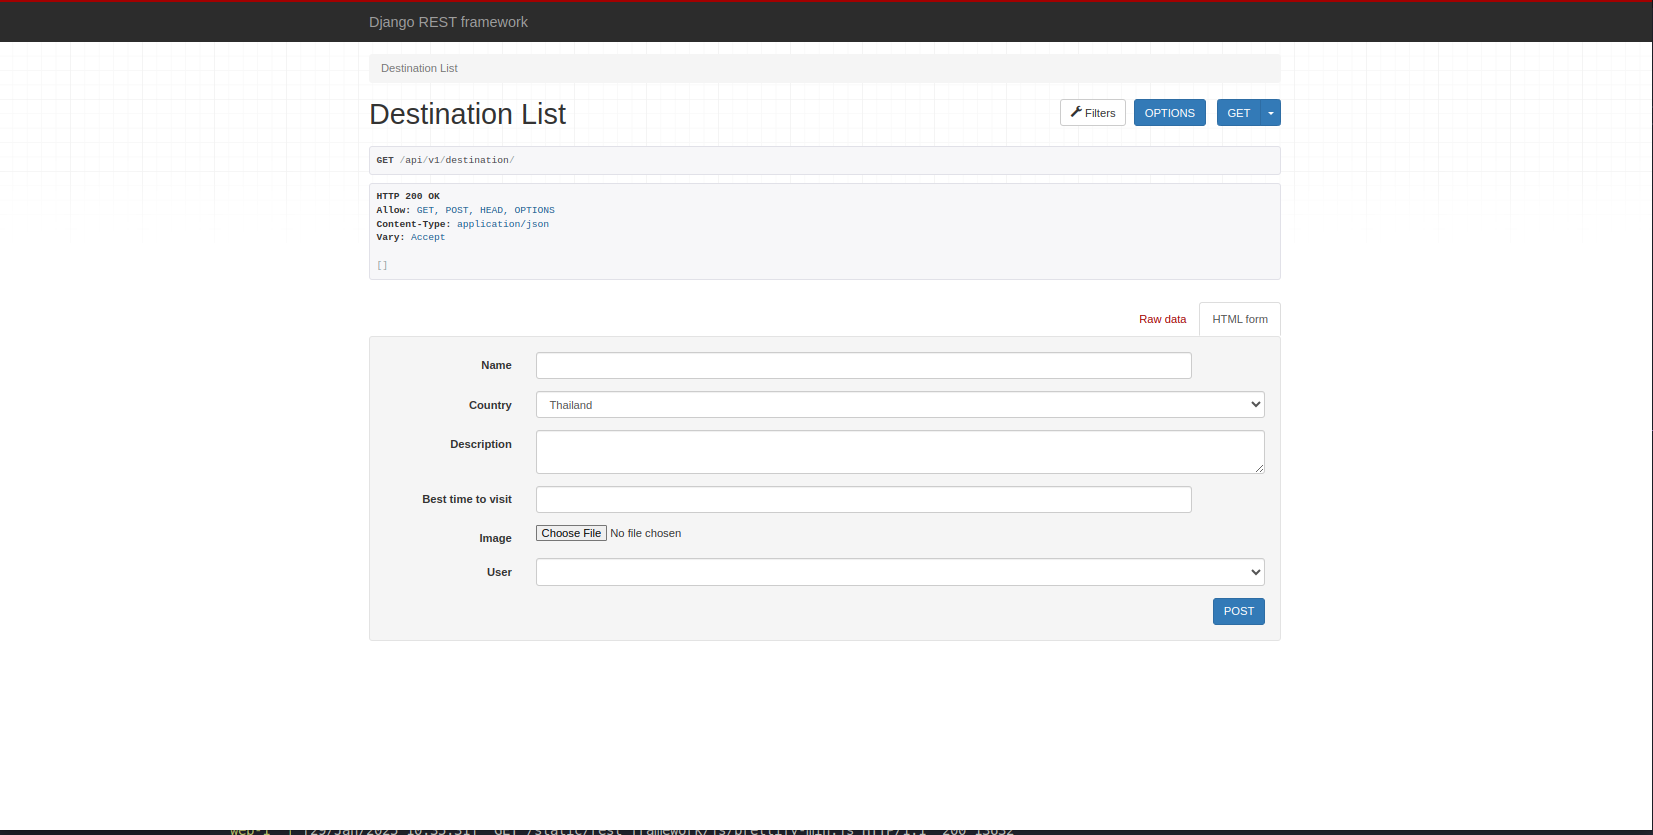 Django REST framework
Destination List
Destination List
Filters
OPTIONS
GET
GET /api/v1/destination/
HTTP 200 OK
Allow: GET, POST, HEAD, OPTIONS
Content-Type: application/json
Vary: Accept
[]
Raw data
HTML form
Name
Country
Thailand
Description
Best time to visit
Image
Choose File No file chosen
User
POST